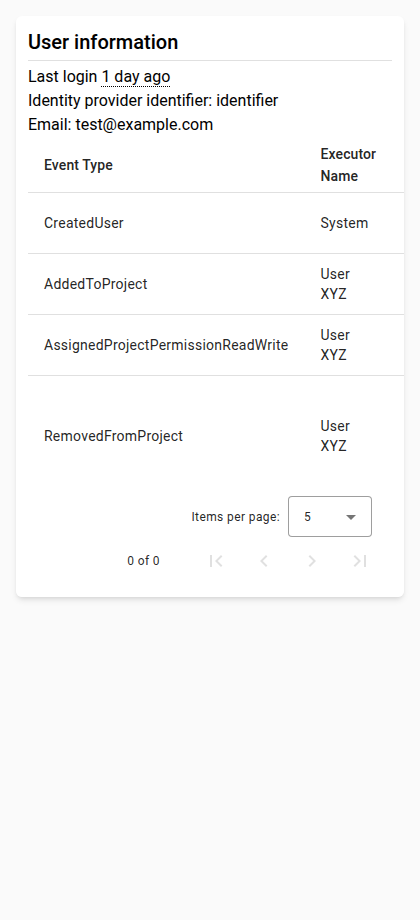 User information
Last login 1 day ago
Identity provider identifier: identifier
Email: test@example.com
Event Type
Executor
Name
CreatedUser
System
AddedToProject
User
XYZ
AssignedProjectPermissionReadWrite
User
XYZ
RemovedFromProject
User
XYZ
Items per page:
5
0 of 0